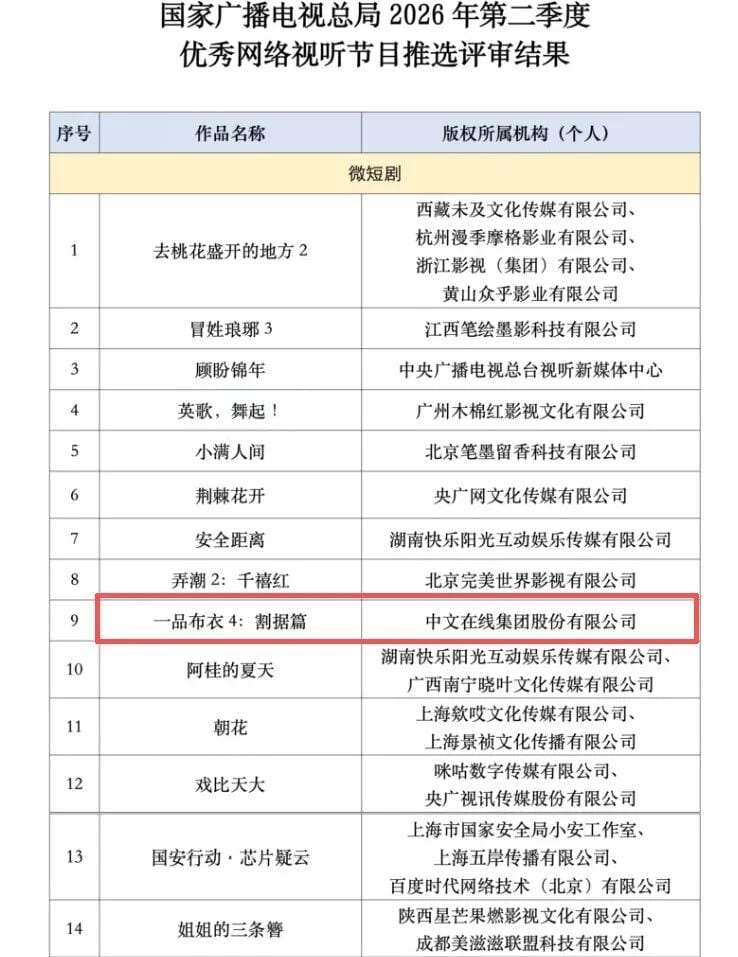 国家广播电视总局 2026 年第二季度
优秀网络视听节目推选评审结果
序号 作品名称 版权所属机构（个人）
微短剧
1 去桃花盛开的地方 2 西藏未及文化传媒有限公司、
杭州漫季摩格影业有限公司、
浙江影视（集团）有限公司、
黄山众乎影业有限公司
2 冒姓琅琊 3 江西笔绘墨影科技有限公司
3 顾盼锦年 中央广播电视总台视听新媒体中心
4 英歌，舞起！ 广州木棉红影视文化有限公司
5 小满人间 北京笔墨留香科技有限公司
6 荆棘花开 央广网文化传媒有限公司
7 安全距离 湖南快乐阳光互动娱乐传媒有限公司
8 弄潮 2：千禧红 北京完美世界影视有限公司
9 一品布衣 4：割据篇 中文在线集团股份有限公司
10 阿桂的夏天 湖南快乐阳光互动娱乐传媒有限公司、
广西南宁晓叶文化传媒有限公司
11 朝花 上海欸哎文化传媒有限公司、
上海景祯文化传播有限公司
12 戏比天大 咪咕数字传媒有限公司、
央广视讯传媒股份有限公司
13 国安行动·芯片疑云 上海市国家安全局小安工作室、
上海五岸传播有限公司、
百度时代网络技术（北京）有限公司
14 姐姐的三条簪 陕西星芒果燃影视文化有限公司、
成都美滋滋联盟科技有限公司